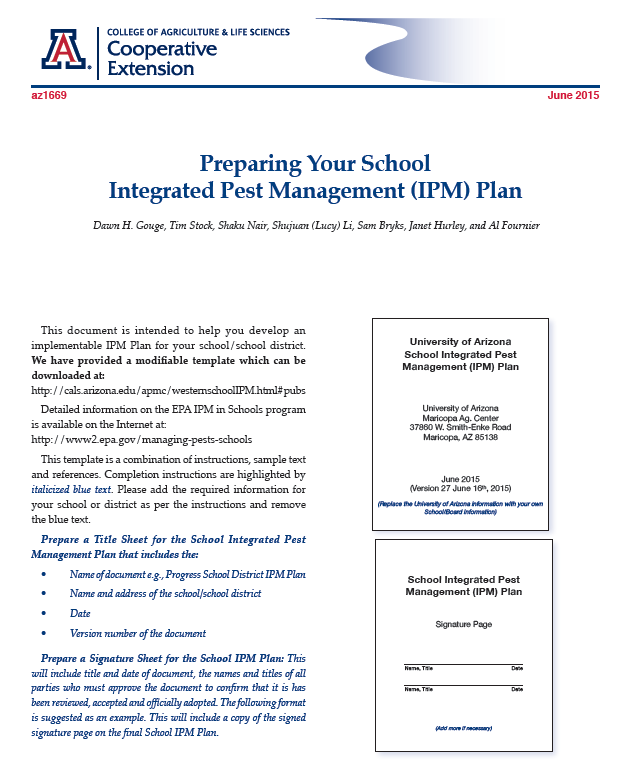 COLLEGE OF AGRICULTURE & LIFE SCIENCES
Cooperative
Extension
az1669
June 2015
Preparing Your School
Integrated Pest Management (IPM) Plan
Dawn H. Gouge, Tim Stock, Shaku Nair, Shujuan (Lucy) Li, Sam Bryks, Janet Hurley, and Al Fournier
This document is intended to help you develop an
implementable IPM Plan for your school/school district.
We have provided a modifiable template which can be
downloaded at:
http://cals.arizona.edu/apmc/westernschoolIPM.html#pubs
Detailed information on the EPA IPM in Schools program
is available on the Internet at:
http://www2.epa.gov/managing-pests-schools
This template is a combination of instructions, sample text
and references. Completion instructions are highlighted by
italicized blue text. Please add the required information for
your school or district as per the instructions and remove
the blue text.
Prepare a Title Sheet for the School Integrated Pest
Management Plan that includes the:
• Name of document e.g., Progress School District IPM Plan
• Name and address of the school/school district
• Date
• Version number of the document
Prepare a Signature Sheet for the School IPM Plan: This
will include title and date of document, the names and titles of all
parties who must approve the document to confirm that it is has
been reviewed, accepted and officially adopted. The following format
is suggested as an example. This will include a copy of the signed
signature page on the final School IPM Plan.
University of Arizona
School Integrated Pest
Management (IPM) Plan
University of Arizona
Maricopa Ag. Center
37860 W. Smith-Enke Road
Maricopa, AZ 85138
June 2015
(Version 27 June 16th, 2015)
(Replace the University of Arizona information with your own
School/Board information)
School Integrated Pest
Management (IPM) Plan
Signature Page
Name, Title Date
Name, Title Date
(Add more if necessary)